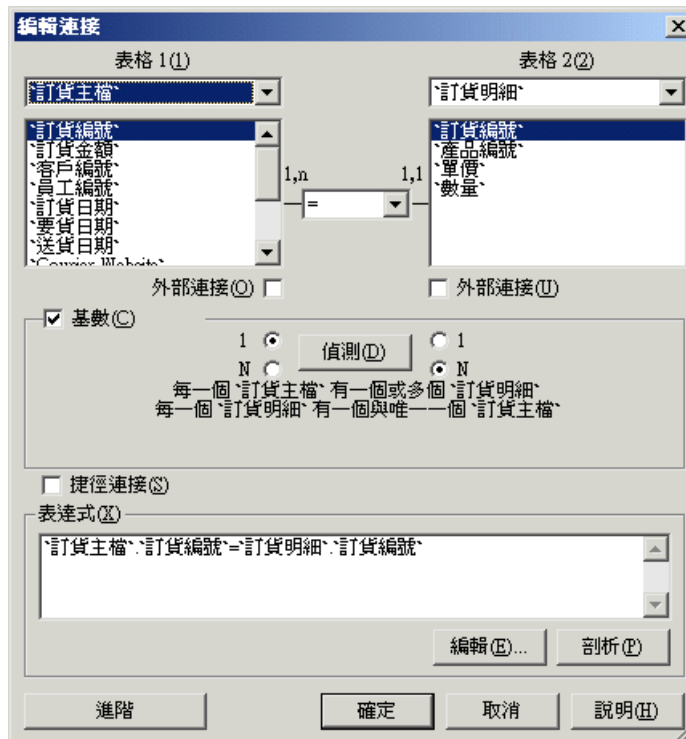 編輯連接
表格 1(1)
表格 2(2)
`訂貨主檔`
`訂貨明細`
`訂貨編號`
`訂貨金額`
`客戶編號`
`員工編號`
`訂貨日期`
`要貨日期`
`送貨日期`
`Courier Website`
1,n
=
1,1
`訂貨編號`
`產品編號`
`單價`
`數量`
外部連接(O)
外部連接(U)
基數(C)
1
N
偵測(D)
1
N
每一個 `訂貨主檔` 有一個或多個 `訂貨明細`
每一個 `訂貨明細` 有一個與唯一一個 `訂貨主檔`
捷徑連接(S)
表達式(X)
`訂貨主檔`.`訂貨編號`=`訂貨明細`.`訂貨編號`
編輯(E)...
剖析(P)
進階
確定
取消
說明(H)